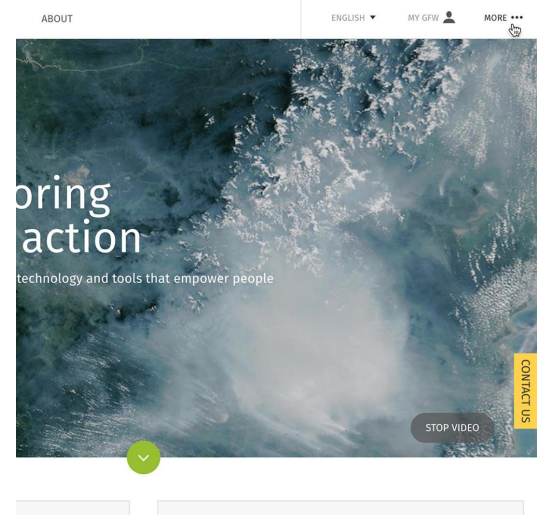 ABOUT
ENGLISH
MY GFW
MORE
oring
action
technology and tools that empower people
CONTACT US
STOP VIDEO